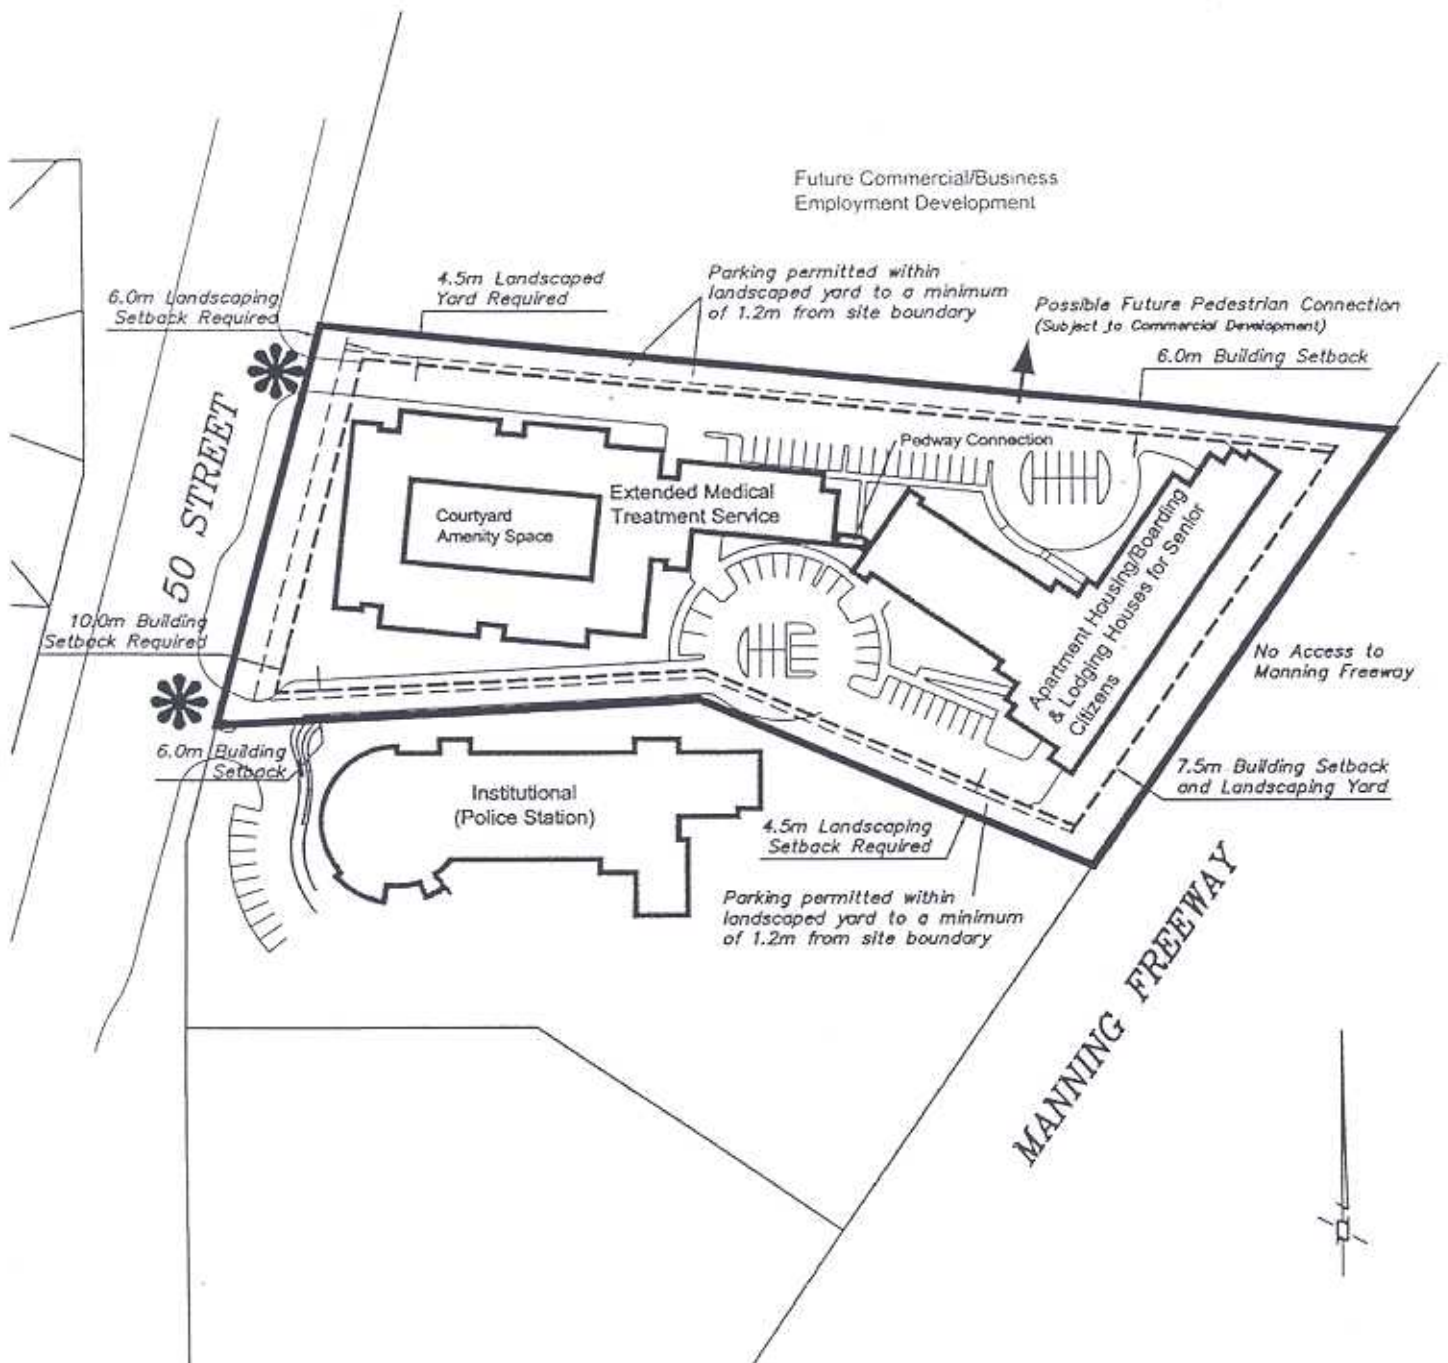 Future Commercial/Business
Employment Development
4.5m Landscaped
Yard Required
Parking permitted within
landscaped yard to a minimum
of 1.2m from site boundary
6.0m Landscaping
Setback Required
Possible Future Pedestrian Connection
(Subject to Commercial Development)
6.0m Building Setback
50 STREET
Pedway Connection
Extended Medical
Treatment Service
Courtyard
Amenity Space
Apartment Housing/Boarding
& Lodging Houses for Senior
Citizens
10.0m Building
Setback Required
No Access to
Manning Freeway
6.0m Building
Setback
Institutional
(Police Station)
7.5m Building Setback
and Landscaping Yard
4.5m Landscaping
Setback Required
Parking permitted within
landscaped yard to a minimum
of 1.2m from site boundary
MANNING FREEWAY